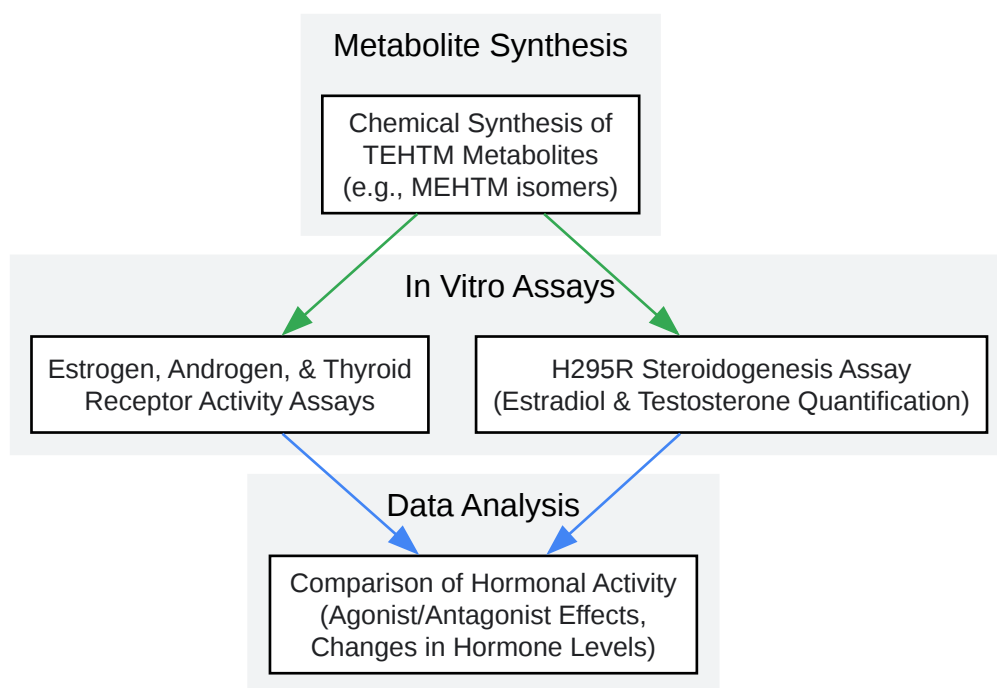 Metabolite Synthesis
Chemical Synthesis of
TEHTM Metabolites
(e.g., MEHTM isomers)
In Vitro Assays
Estrogen, Androgen, & Thyroid
Receptor Activity Assays
H295R Steroidogenesis Assay
(Estradiol & Testosterone Quantification)
Data Analysis
Comparison of Hormonal Activity
(Agonist/Antagonist Effects,
Changes in Hormone Levels)